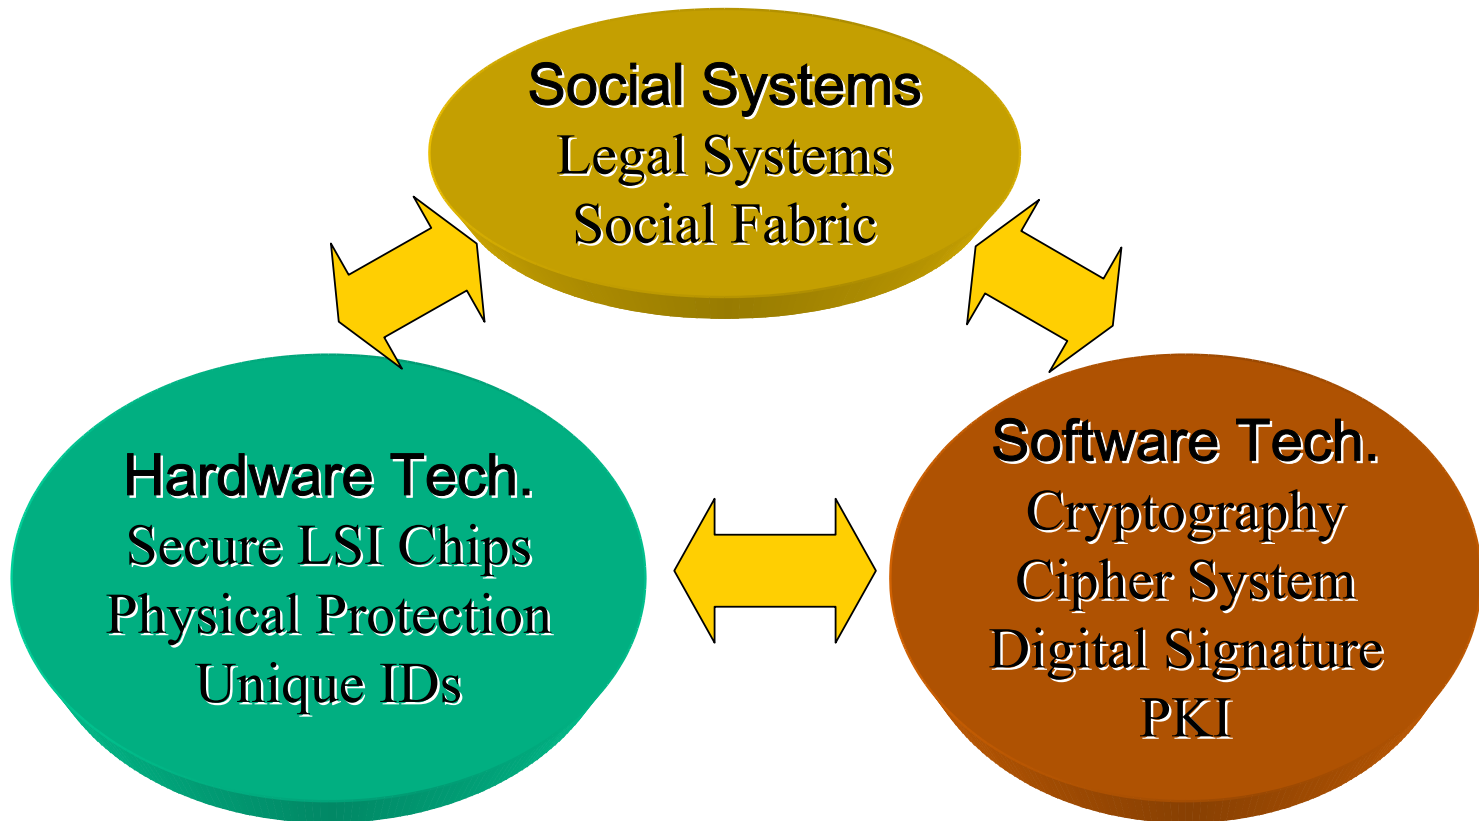 Social Systems
Legal Systems
Social Fabric
Hardware Tech.
Secure LSI Chips
Physical Protection
Unique IDs
Software Tech.
Cryptography
Cipher System
Digital Signature
PKI